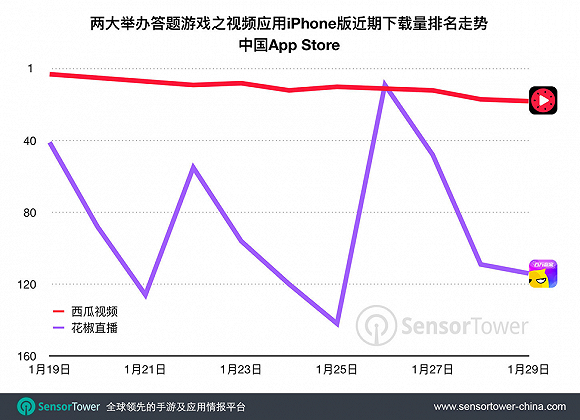 两大举办答题游戏之视频应用iPhone版近期下载量排名走势
中国App Store
1
40
80
120
160
西瓜视频
花椒直播
SensorTower
1月19日 1月21日 1月23日 1月25日 1月27日 1月29日
SensorTower 全球领先的手游及应用情报平台 www.sensortower-china.com